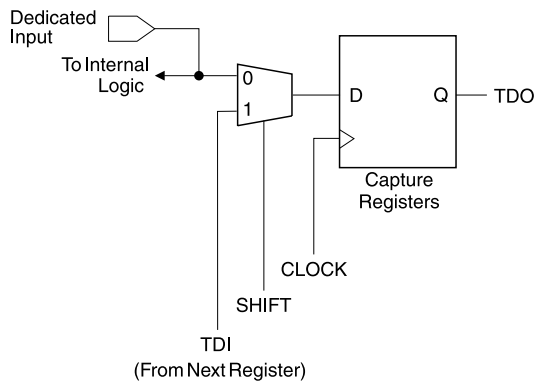 Dedicated
Input
To Internal
Logic
0
1
D
Q
TDO
Capture
Registers
CLOCK
SHIFT
TDI
(From Next Register)